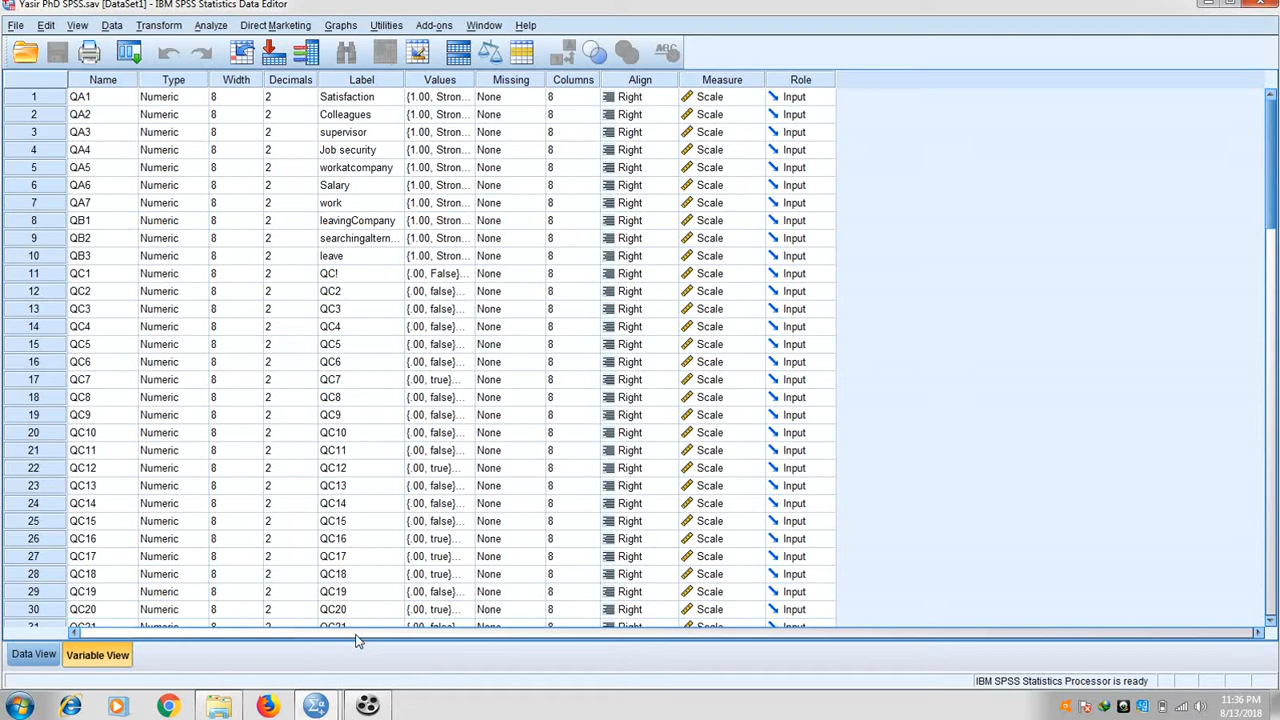 Yasir PhD SPSS.sav [DataSet1] - IBM SPSS Statistics Data Editor
File Edit View Data Transform Analyze Direct Marketing Graphs Utilities Add-ons Window Help
Name Type Width Decimals Label Values Missing Columns Align Measure Role
1 QA1 Numeric 8 2 Satisfaction {1.00, Stron... None 8 Right Scale Input
2 QA2 Numeric 8 2 Colleagues {1.00, Stron... None 8 Right Scale Input
3 QA3 Numeric 8 2 supervisor {1.00, Stron... None 8 Right Scale Input
4 QA4 Numeric 8 2 Job security {1.00, Stron... None 8 Right Scale Input
5 QA5 Numeric 8 2 workatcompany {1.00, Stron... None 8 Right Scale Input
6 QA6 Numeric 8 2 Salary {1.00, Stron... None 8 Right Scale Input
7 QA7 Numeric 8 2 work {1.00, Stron... None 8 Right Scale Input
8 QB1 Numeric 8 2 leavingCompany {1.00, Stron... None 8 Right Scale Input
9 QB2 Numeric 8 2 searchingaltern... {1.00, Stron... None 8 Right Scale Input
10 QB3 Numeric 8 2 leave {1.00, Stron... None 8 Right Scale Input
11 QC1 Numeric 8 2 QC! {.00, False}... None 8 Right Scale Input
12 QC2 Numeric 8 2 QC2 {.00, false}... None 8 Right Scale Input
13 QC3 Numeric 8 2 QC3 {.00, false}... None 8 Right Scale Input
14 QC4 Numeric 8 2 QC4 {.00, false}... None 8 Right Scale Input
15 QC5 Numeric 8 2 QC5 {.00, false}... None 8 Right Scale Input
16 QC6 Numeric 8 2 QC6 {.00, false}... None 8 Right Scale Input
17 QC7 Numeric 8 2 QC7 {.00, true}... None 8 Right Scale Input
18 QC8 Numeric 8 2 QC8 {.00, false}... None 8 Right Scale Input
19 QC9 Numeric 8 2 QC9 {.00, false}... None 8 Right Scale Input
20 QC10 Numeric 8 2 QC10 {.00, false}... None 8 Right Scale Input
21 QC11 Numeric 8 2 QC11 {.00, false}... None 8 Right Scale Input
22 QC12 Numeric 8 2 QC12 {.00, true}... None 8 Right Scale Input
23 QC13 Numeric 8 2 QC13 {.00, false}... None 8 Right Scale Input
24 QC14 Numeric 8 2 QC14 {.00, false}... None 8 Right Scale Input
25 QC15 Numeric 8 2 QC15 {.00, false}... None 8 Right Scale Input
26 QC16 Numeric 8 2 QC16 {.00, true}... None 8 Right Scale Input
27 QC17 Numeric 8 2 QC17 {.00, true}... None 8 Right Scale Input
28 QC18 Numeric 8 2 QC18 {.00, true}... None 8 Right Scale Input
29 QC19 Numeric 8 2 QC19 {.00, false}... None 8 Right Scale Input
30 QC20 Numeric 8 2 QC20 {.00, true}... None 8 Right Scale Input
31 QC21 Numeric 8 2 QC21 {.00, false}... None 8 Right Scale Input
Data View Variable View
IBM SPSS Statistics Processor is ready
11:36 PM
8/13/2018